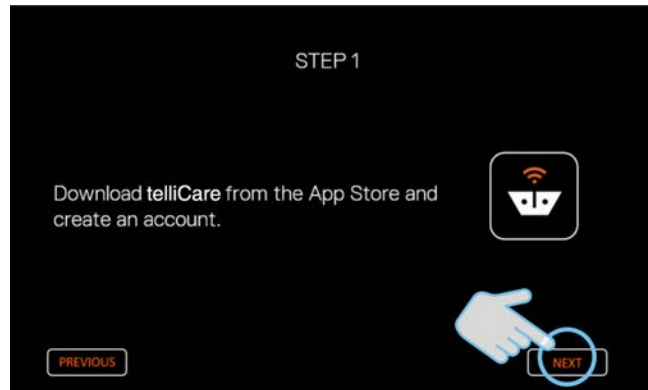 STEP 1
Download telliCare from the App Store and
create an account.
PREVIOUS
NEXT